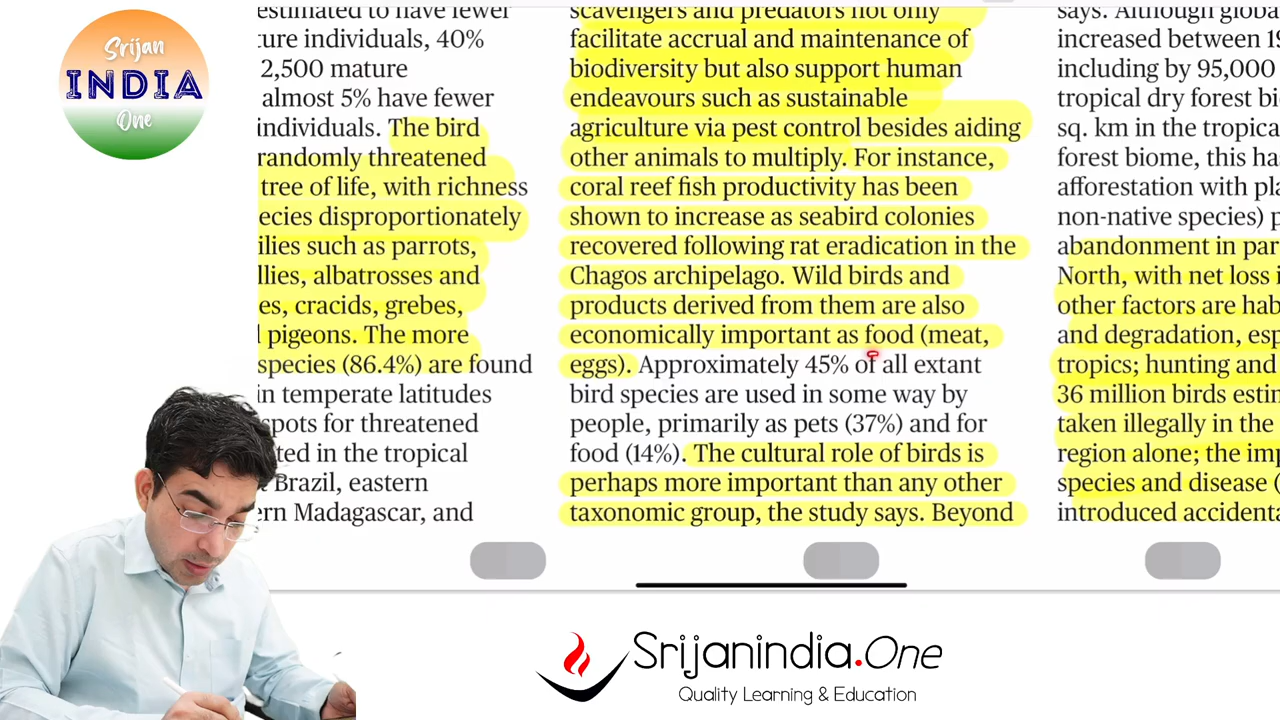 Srijan
INDIA
One
estimated to have fewer
ture individuals, 40%
2,500 mature
almost 5% have fewer
individuals. The bird
randomly threatened
tree of life, with richness
ecies disproportionately
ilies such as parrots,
llies, albatrosses and
es, cracids, grebes,
pigeons. The more
species (86.4%) are found
in temperate latitudes
pots for threatened
ted in the tropical
Brazil, eastern
ern Madagascar, and
scavengers and predators not only
facilitate accrual and maintenance of
biodiversity but also support human
endeavours such as sustainable
agriculture via pest control besides aiding
other animals to multiply. For instance,
coral reef fish productivity has been
shown to increase as seabird colonies
recovered following rat eradication in the
Chagos archipelago. Wild birds and
products derived from them are also
economically important as food (meat,
eggs). Approximately 45% of all extant
bird species are used in some way by
people, primarily as pets (37%) and for
food (14%). The cultural role of birds is
perhaps more important than any other
taxonomic group, the study says. Beyond
says. Although globa
increased between 19
including by 95,000
tropical dry forest bi
sq. km in the tropica
forest biome, this ha
afforestation with pla
non-native species) p
abandonment in par
North, with net loss i
other factors are hab
and degradation, esp
tropics; hunting and
36 million birds estin
taken illegally in the
region alone; the imp
species and disease (
introduced accidenta
Srijanindia.One
Quality Learning & Education